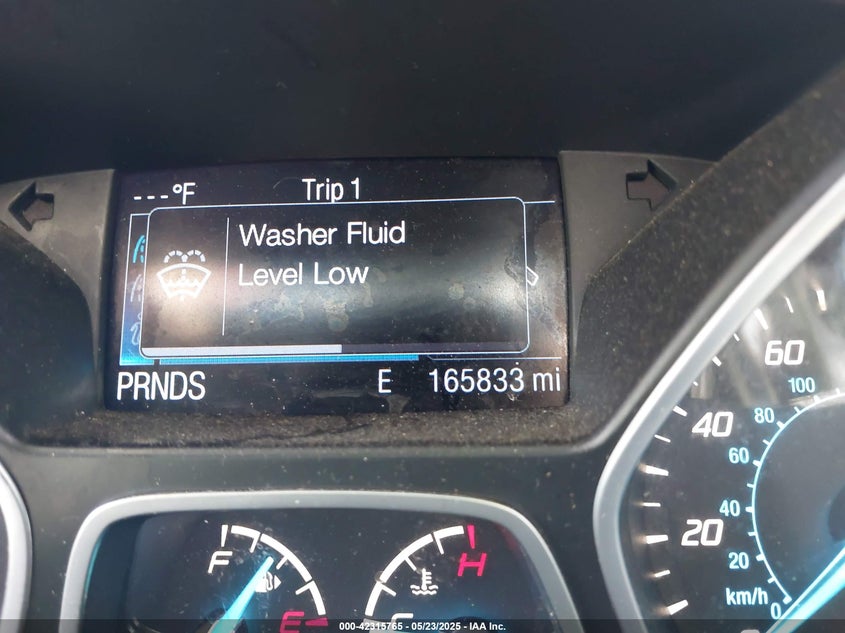 ---°F Trip 1
Washer Fluid
Level Low
PRNDS E 165833 mi
60
100
80
40
60
40
20
20
km/h
0
F
E
H
C
000-42315765 - 05/23/2025 - IAA Inc.